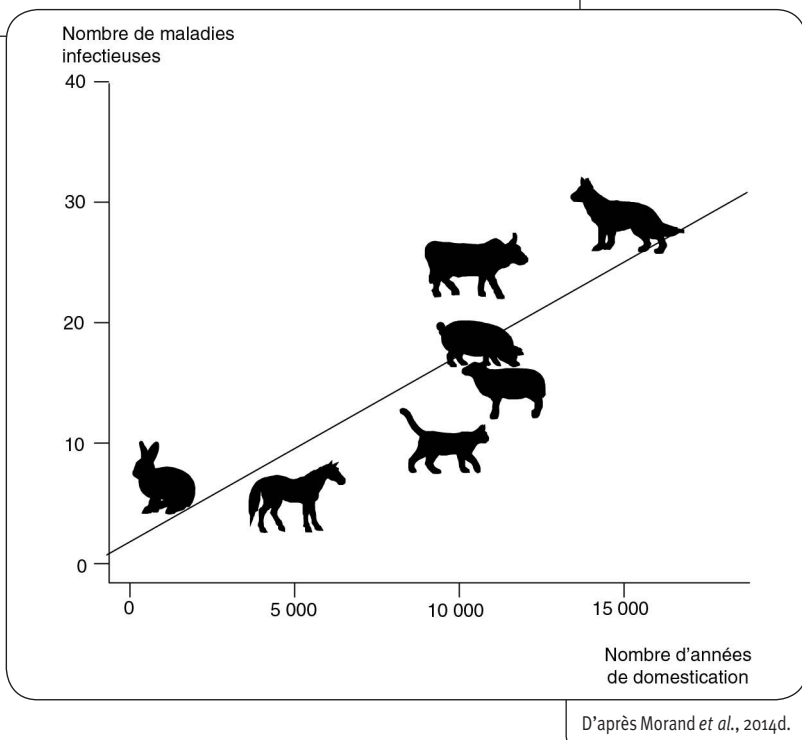 Nombre de maladies
infectieuses
40
30
20
10
0
0
5 000
10 000
15 000
Nombre d’années
de domestication
D’après Morand et al., 2014d.